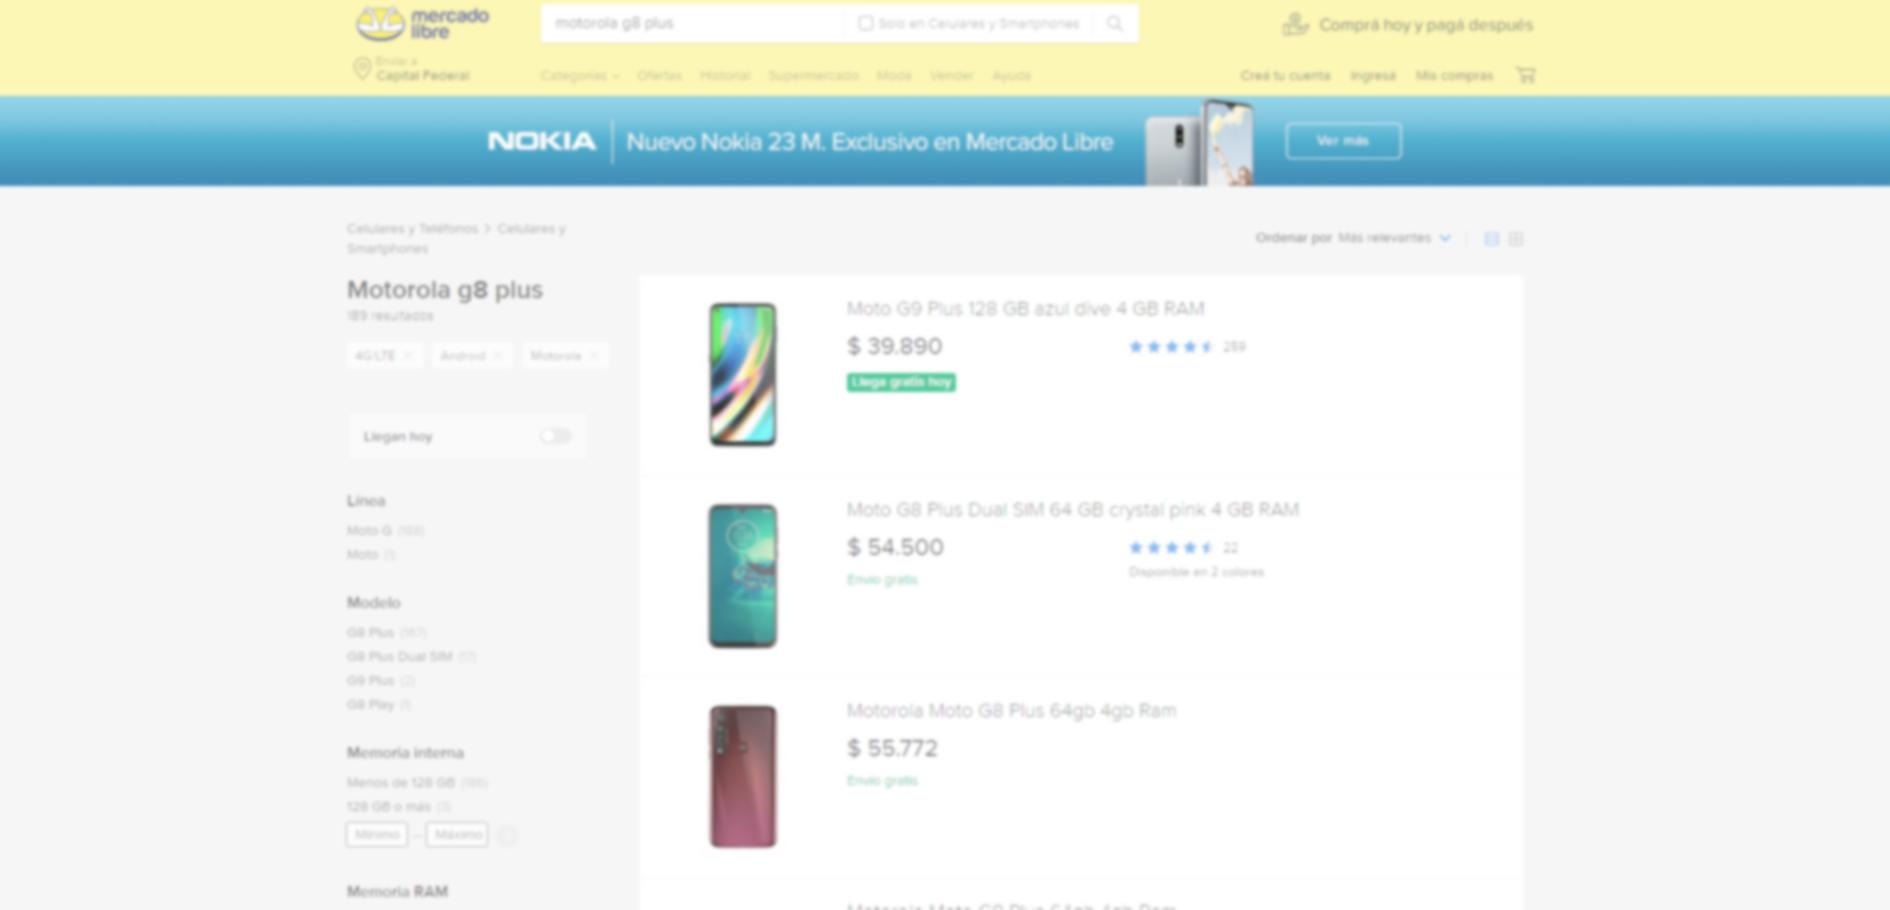 mercado
libre
motorola g8 plus
Solo en Celulares y Smartphones
Comprá hoy y pagá después
Enviar a
Capital Federal
Categorías Ofertas Historial Supermercado Moda Vender Ayuda
Creá tu cuenta Ingresá Mis compras
NOKIA Nuevo Nokia 23 M. Exclusivo en Mercado Libre
Ver más
Celulares y Teléfonos > Celulares y
Smartphones
Ordenar por Más relevantes
Motorola g8 plus
189 resultados
4G/LTE × Android × Motorola ×
Llegan hoy
Línea
Moto G (188)
Moto (1)
Modelo
G8 Plus (167)
G8 Plus Dual SIM (17)
G9 Plus (2)
G8 Play (1)
Memoria interna
Menos de 128 GB (186)
128 GB o más (3)
Mínimo — Máximo
Memoria RAM
Moto G9 Plus 128 GB azul dive 4 GB RAM
$ 39.890
259
Llega gratis hoy
Moto G8 Plus Dual SIM 64 GB crystal pink 4 GB RAM
$ 54.500
22
Envío gratis
Disponible en 2 colores
Motorola Moto G8 Plus 64gb 4gb Ram
$ 55.772
Envío gratis